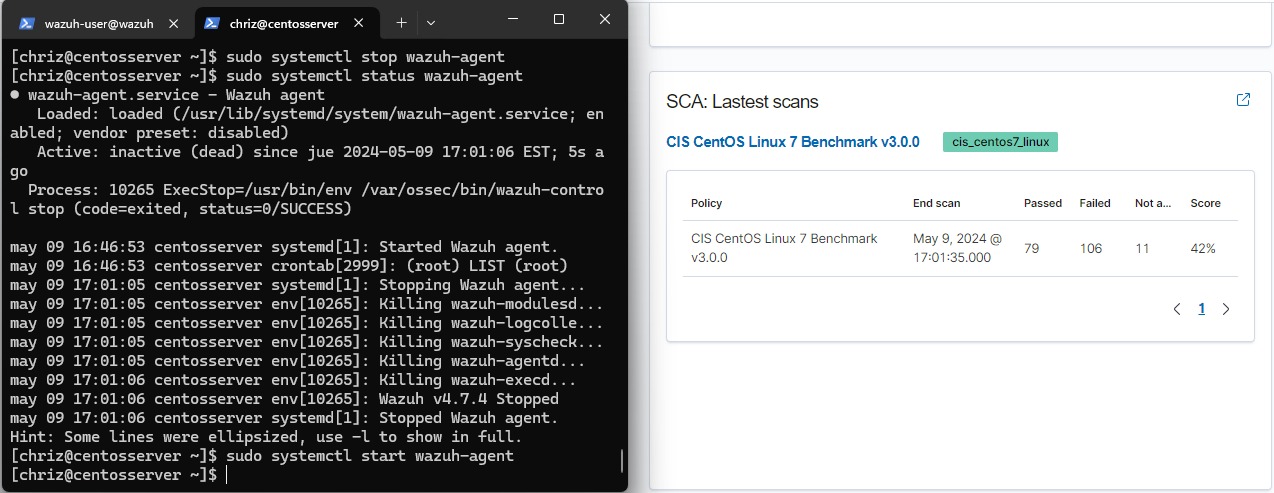 wazuh-user@wazuh
chriz@centosserver
[chriz@centosserver ~]$ sudo systemctl stop wazuh-agent
[chriz@centosserver ~]$ sudo systemctl status wazuh-agent
● wazuh-agent.service - Wazuh agent
Loaded: loaded (/usr/lib/systemd/system/wazuh-agent.service; en
abled; vendor preset: disabled)
Active: inactive (dead) since jue 2024-05-09 17:01:06 EST; 5s a
go
Process: 10265 ExecStop=/usr/bin/env /var/ossec/bin/wazuh-contro
l stop (code=exited, status=0/SUCCESS)
may 09 16:46:53 centosserver systemd[1]: Started Wazuh agent.
may 09 16:46:53 centosserver crontab[2999]: (root) LIST (root)
may 09 17:01:05 centosserver systemd[1]: Stopping Wazuh agent...
may 09 17:01:05 centosserver env[10265]: Killing wazuh-modulesd...
may 09 17:01:05 centosserver env[10265]: Killing wazuh-logcolle...
may 09 17:01:05 centosserver env[10265]: Killing wazuh-syscheck...
may 09 17:01:05 centosserver env[10265]: Killing wazuh-agentd...
may 09 17:01:06 centosserver env[10265]: Killing wazuh-execd...
may 09 17:01:06 centosserver env[10265]: Wazuh v4.7.4 Stopped
may 09 17:01:06 centosserver systemd[1]: Stopped Wazuh agent.
Hint: Some lines were ellipsized, use -l to show in full.
[chriz@centosserver ~]$ sudo systemctl start wazuh-agent
[chriz@centosserver ~]$
SCA: Lastest scans
CIS CentOS Linux 7 Benchmark v3.0.0 cis_centos7_linux
Policy End scan Passed Failed Not a... Score
CIS CentOS Linux 7 Benchmark
v3.0.0
May 9, 2024 @
17:01:35.000
79 106 11 42%
1